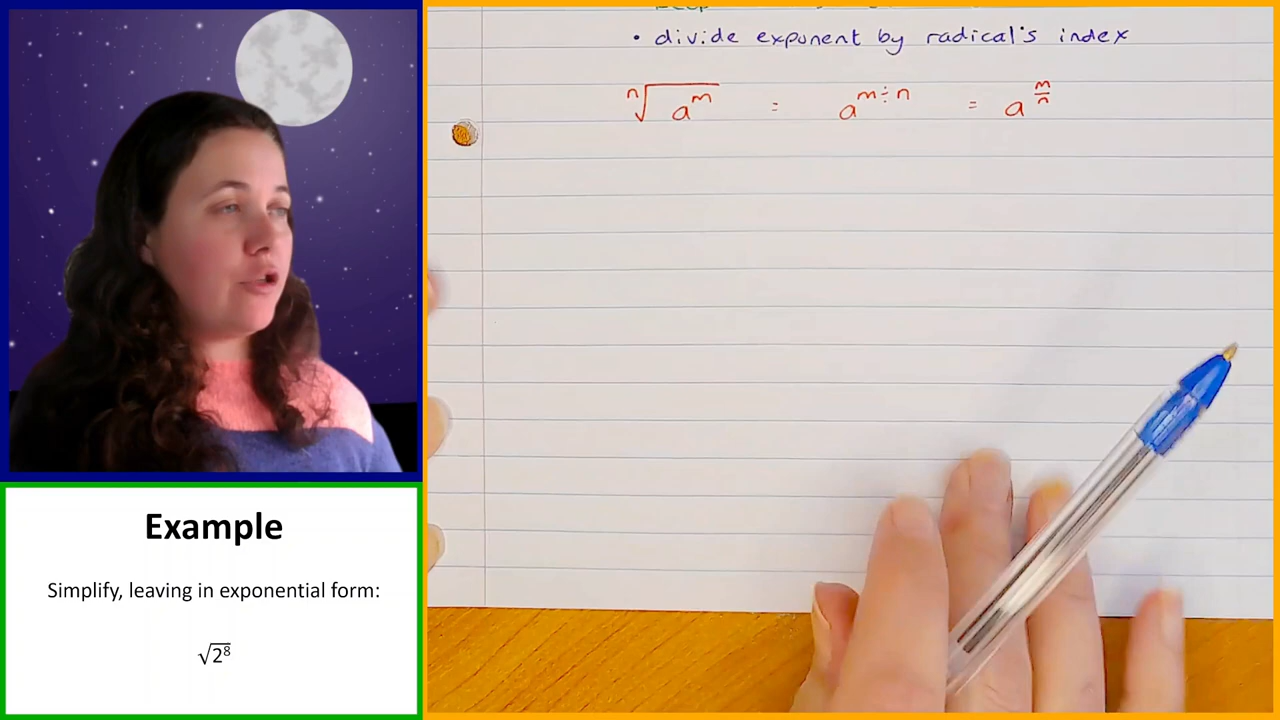 • divide exponent by radical's index
ⁿ√aᵐ = a^(m÷n) = a^(m/n)
Example
Simplify, leaving in exponential form:
√2⁸